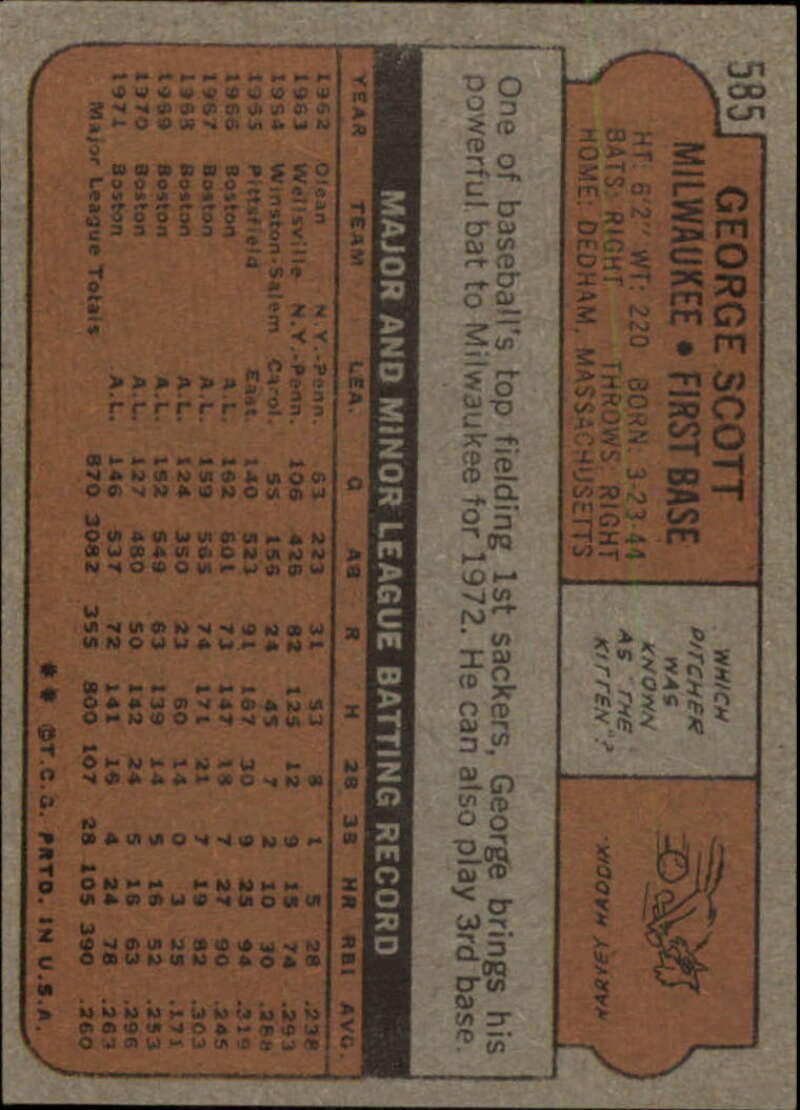 585
GEORGE SCOTT
MILWAUKEE • FIRST BASE
HT: 6'2" WT: 220 BORN: 3-23-44
BATS: RIGHT THROWS: RIGHT
HOME: DEDHAM, MASSACHUSETTS
WHICH
PITCHER
WAS
KNOWN
AS "THE
KITTEN"?
HARVEY HADDIX
One of baseball's top fielding 1st sackers, George brings his
powerful bat to Milwaukee for 1972. He can also play 3rd base.
MAJOR AND MINOR LEAGUE BATTING RECORD
YEAR TEAM LEA. G AB R H 2B 3B HR RBI AVG.
1962 Olean N.Y.-Penn. 63 223 31 53 8 1 5 28 .238
1963 Wellsville N.Y.-Penn. 106 426 82 125 12 9 15 74 .293
1964 Winston-Salem Carol. 55 156 24 45 7 2 10 30 .288
1965 Pittsfield East. 140 523 91 167 30 9 25 94 .319
1966 Boston A.L. 162 601 73 147 18 7 27 90 .245
1967 Boston A.L. 159 565 74 171 21 7 19 82 .303
1968 Boston A.L. 124 350 23 60 14 0 3 25 .171
1969 Boston A.L. 152 549 63 139 14 5 16 52 .253
1970 Boston A.L. 127 480 50 142 24 5 16 63 .296
1971 Boston A.L. 146 537 72 141 16 4 24 78 .263
Major League Totals 870 3082 355 800 107 28 105 390 .260
** ©T.C.G. PRTD. IN U.S.A.